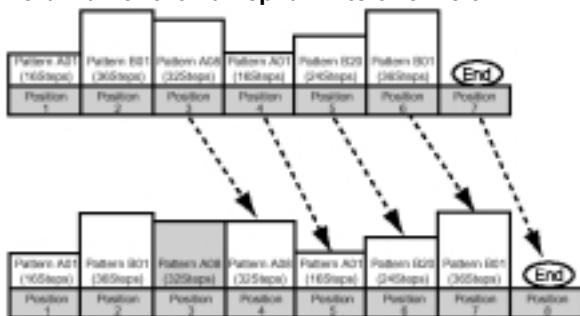 Pattern A01
(16Steps)
Pattern B01
(36Steps)
Pattern A08
(32Steps)
Pattern A01
(16Steps)
Pattern B20
(24Steps)
Pattern B01
(36Steps)
End
Position
1
Position
2
Position
3
Position
4
Position
5
Position
6
Position
7
Pattern A01
(16Steps)
Pattern B01
(36Steps)
Pattern A08
(32Steps)
Pattern A08
(32Steps)
Pattern A01
(16Steps)
Pattern B20
(24Steps)
Pattern B01
(36Steps)
End
Position
1
Position
2
Position
3
Position
4
Position
5
Position
6
Position
7
Position
8